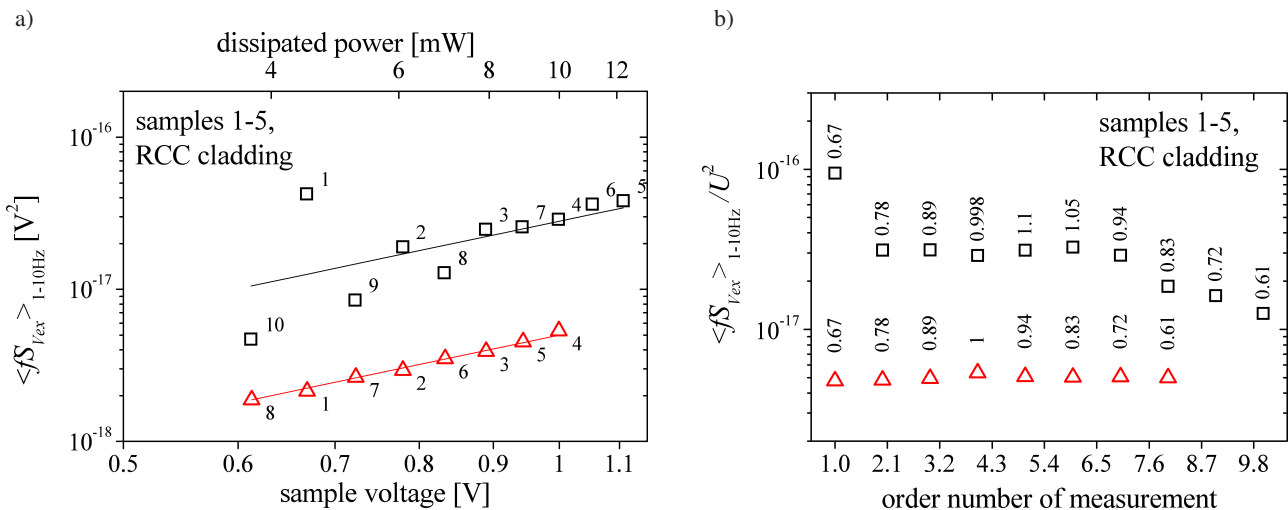 a)
dissipated power [mW]
4 6 8 10 12
samples 1-5,
RCC cladding
<fS_Vex>_1-10Hz [V^2]
10^-16
10^-17
10^-18
1
2
3
7
4
6
5
8
9
10
8
1
7
2
6
3
5
4
0.5 0.6 0.7 0.8 0.9 1 1.1
sample voltage [V]
b)
samples 1-5,
RCC cladding
<fS_Vex>_1-10Hz/U^2
10^-16
10^-17
0.67
0.78
0.89
0.998
1.1
1.05
0.94
0.83
0.72
0.61
0.67
0.78
0.89
1
0.94
0.83
0.72
0.61
1.0 2.1 3.2 4.3 5.4 6.5 7.6 8.7 9.8
order number of measurement